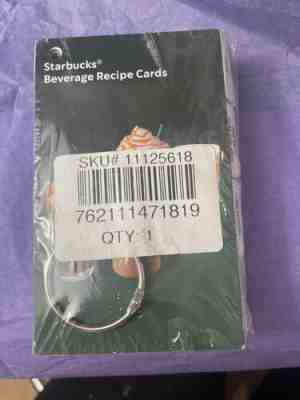 Starbucks®
Beverage Recipe Cards
SKU# 11125618
762111471819
QTY: 1